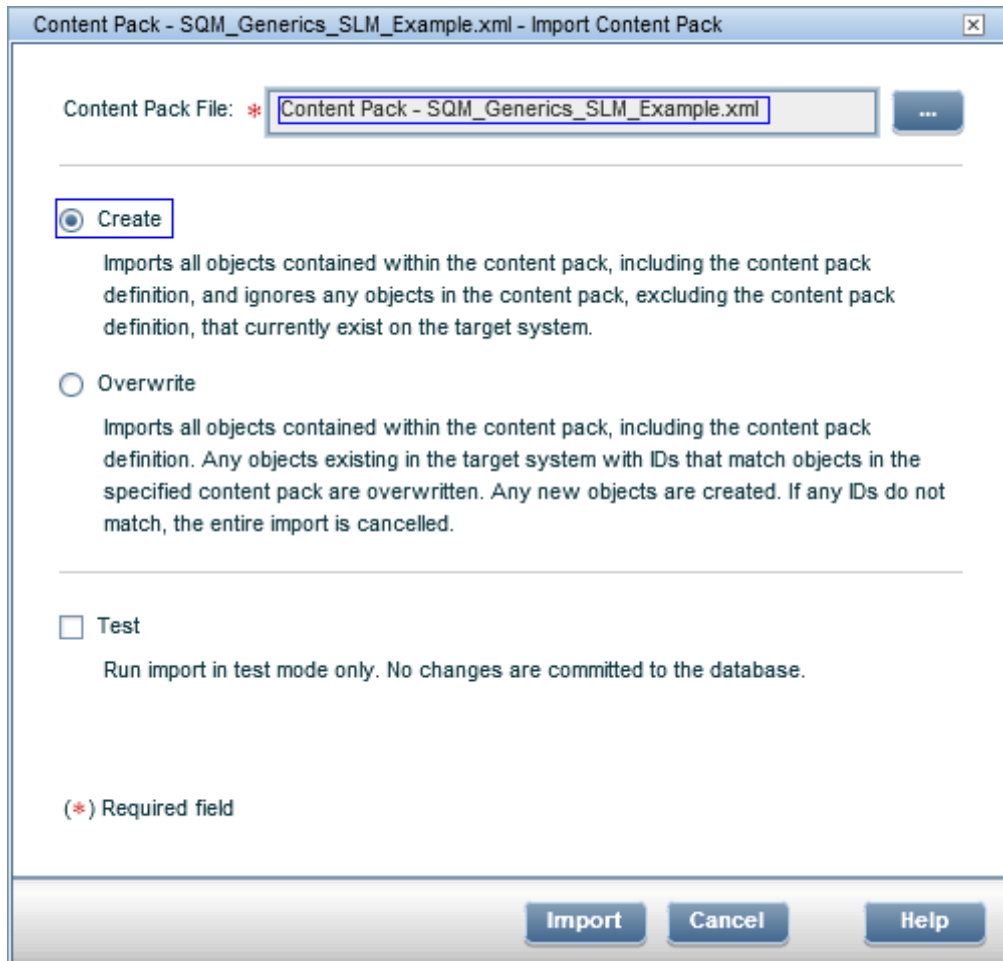 Content Pack - SQM_Generics_SLM_Example.xml - Import Content Pack
Content Pack File: * Content Pack - SQM_Generics_SLM_Example.xml ...
Create
Imports all objects contained within the content pack, including the content pack
definition, and ignores any objects in the content pack, excluding the content pack
definition, that currently exist on the target system.
Overwrite
Imports all objects contained within the content pack, including the content pack
definition. Any objects existing in the target system with IDs that match objects in the
specified content pack are overwritten. Any new objects are created. If any IDs do not
match, the entire import is cancelled.
Test
Run import in test mode only. No changes are committed to the database.
(*) Required field
Import Cancel Help